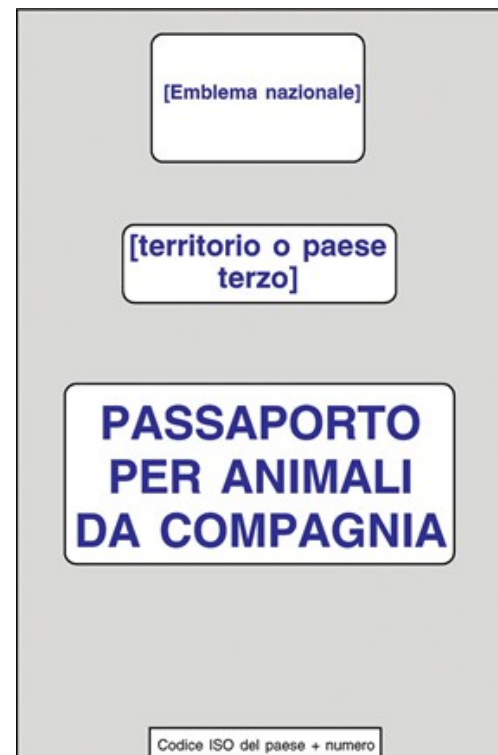 [Emblema nazionale]
[territorio o paese
terzo]
PASSAPORTO
PER ANIMALI
DA COMPAGNIA
Codice ISO del paese + numero